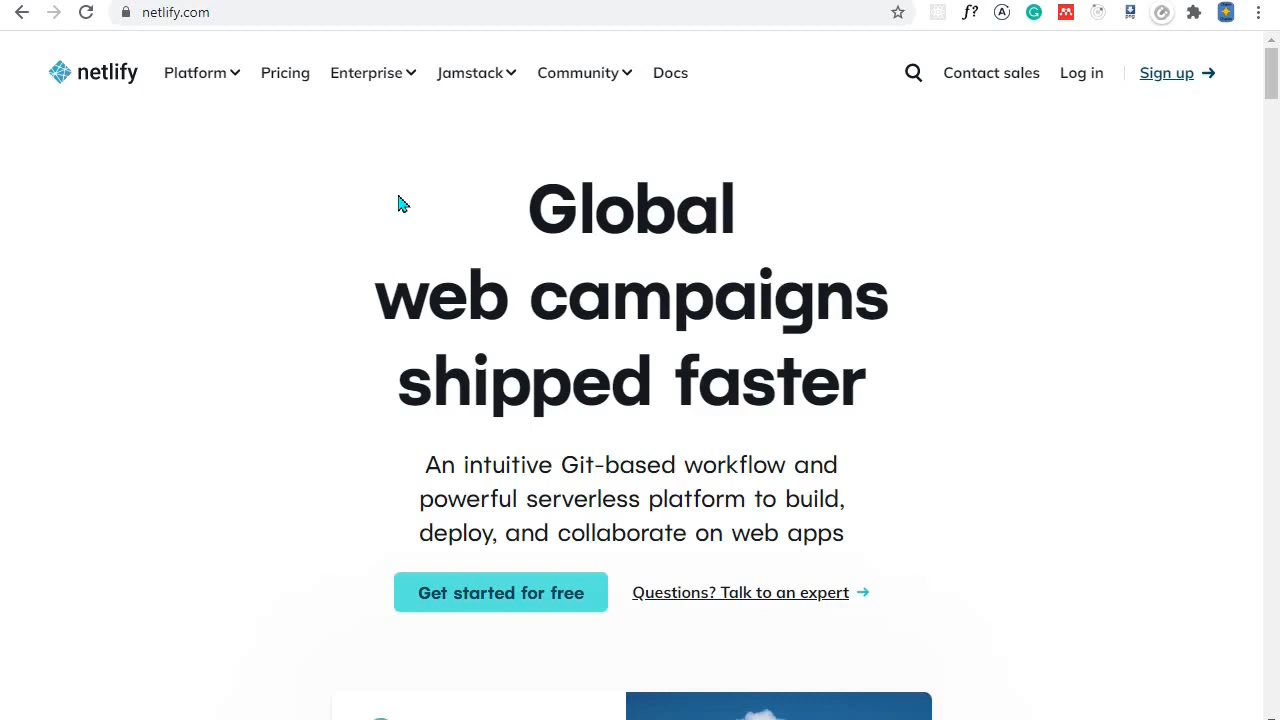 netlify.com
f?
netlify Platform Pricing Enterprise Jamstack Community Docs Contact sales Log in Sign up
Global
web campaigns
shipped faster
An intuitive Git-based workflow and
powerful serverless platform to build,
deploy, and collaborate on web apps
Get started for free Questions? Talk to an expert